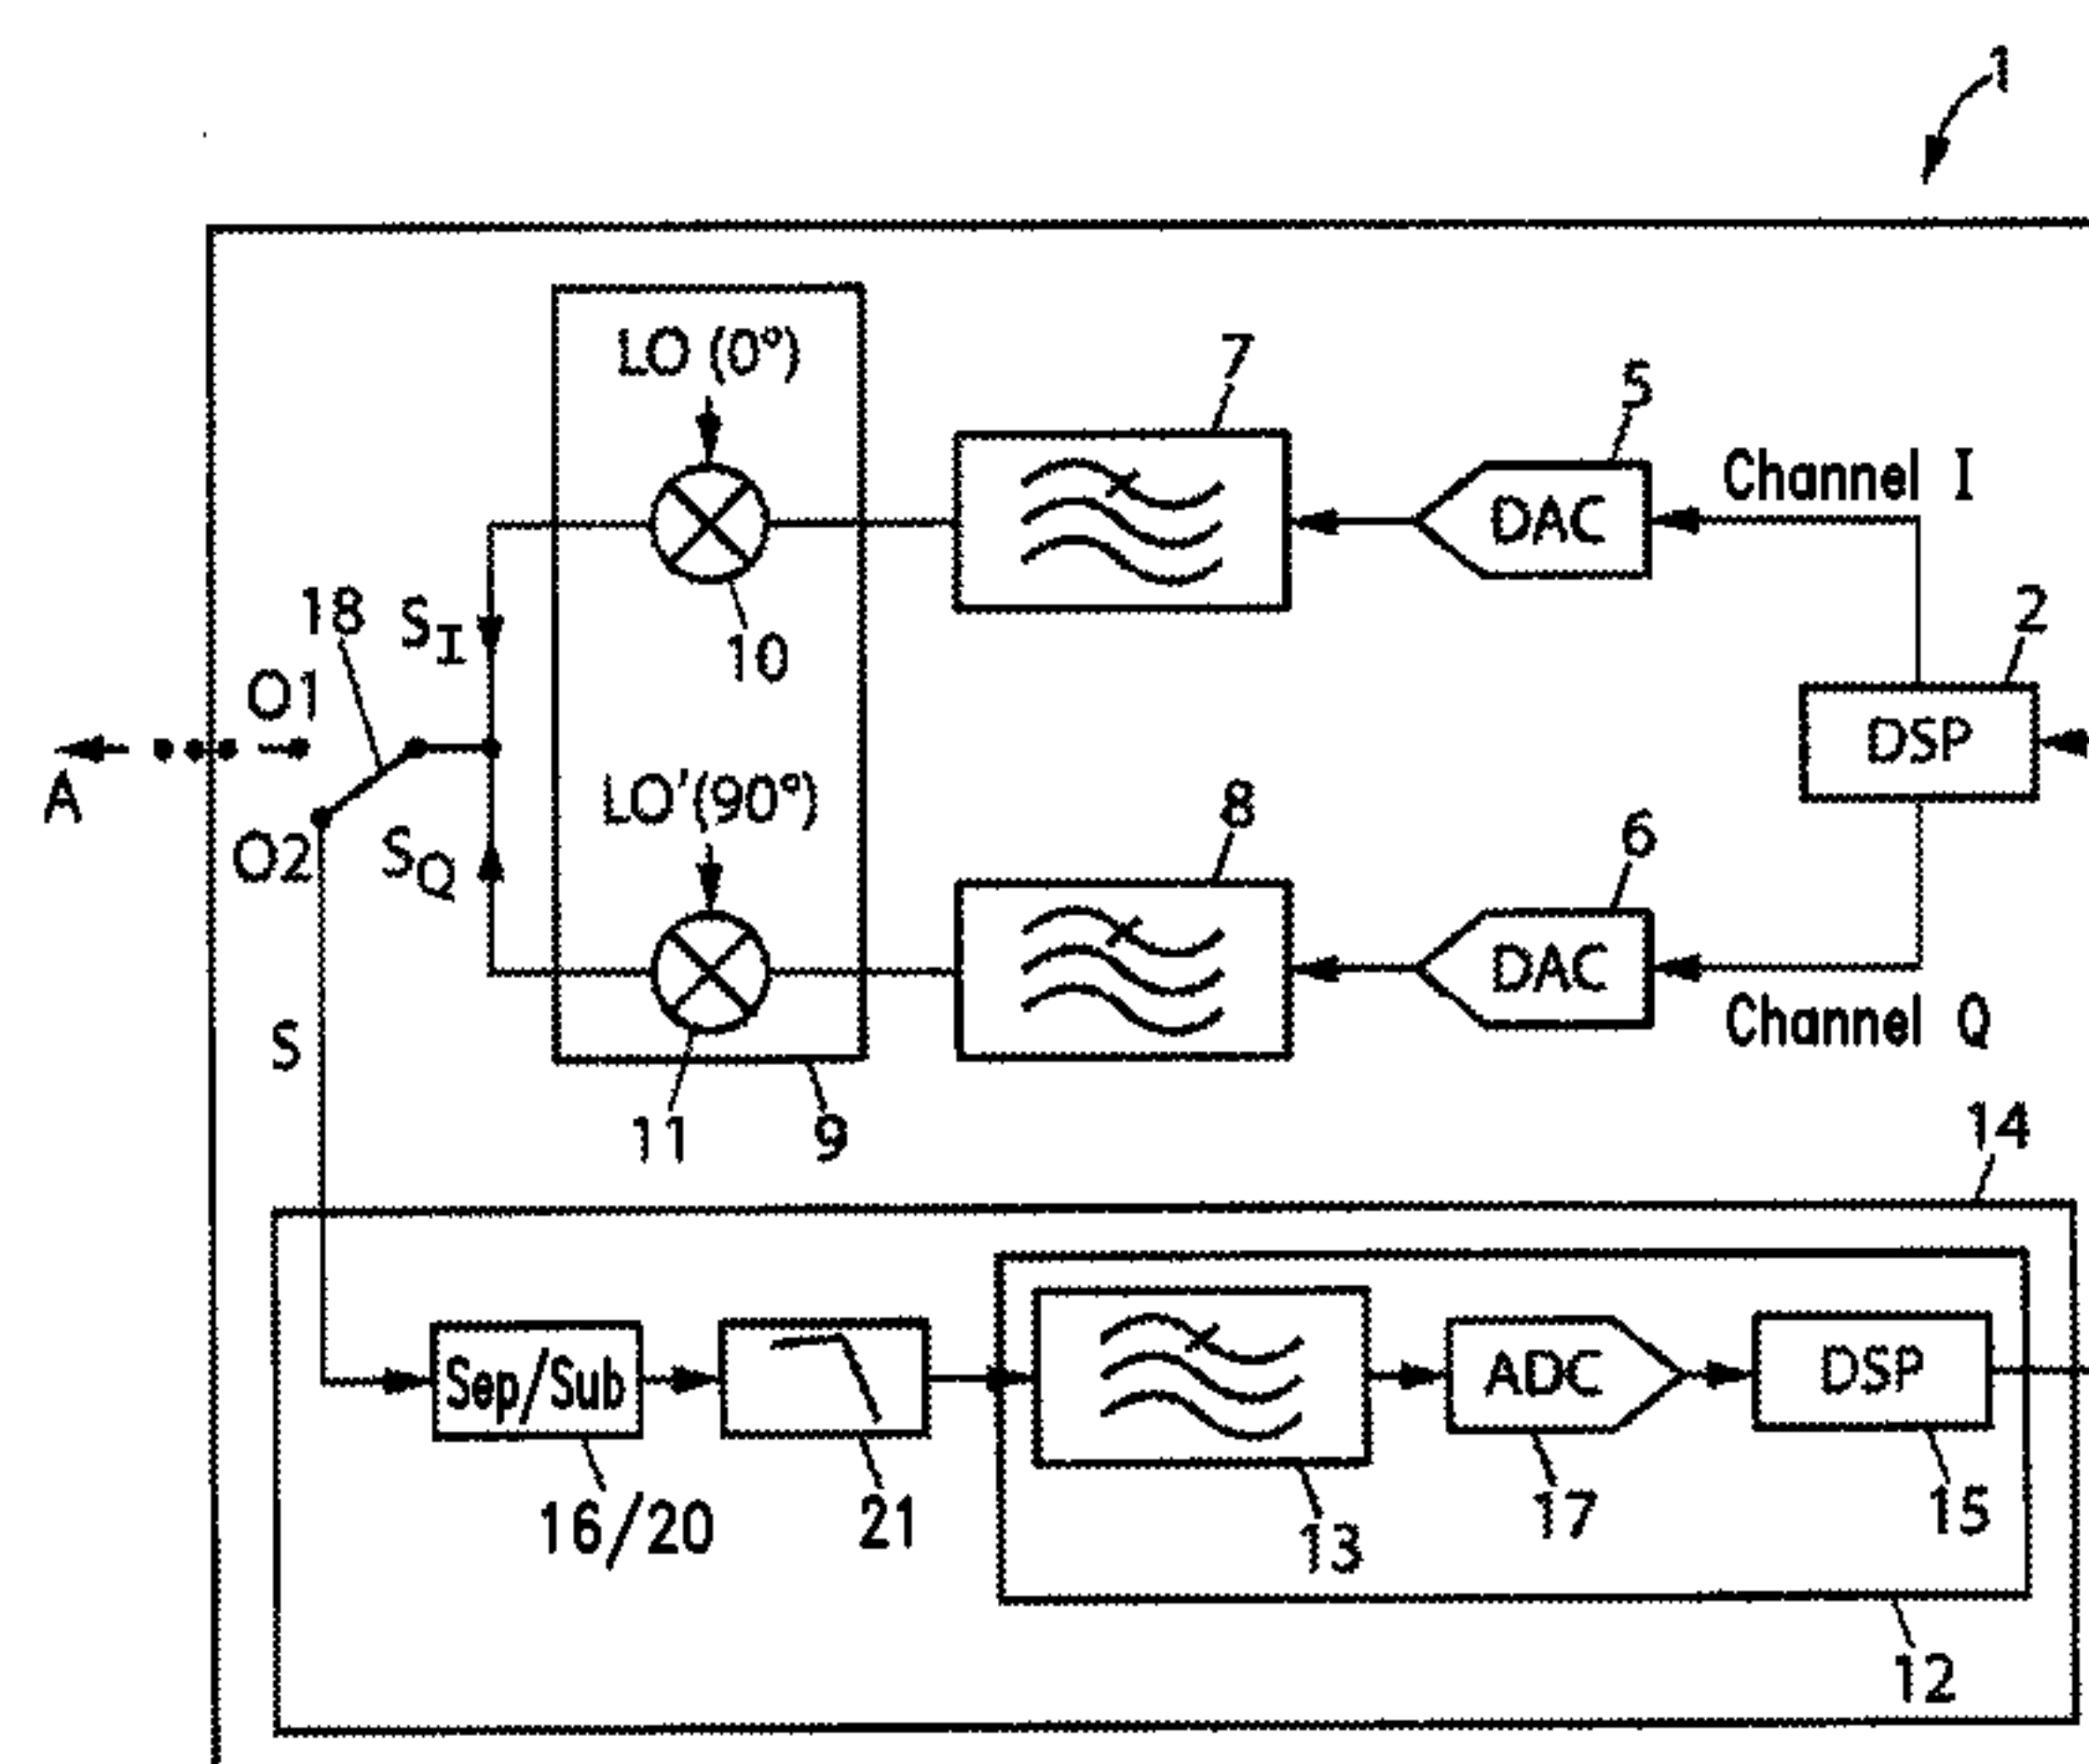 1
LO (0°)
7
5
Channel I
DAC
18
S_I
10
2
O1
DSP
A
LO'(90°)
8
6
O2
S_Q
DAC
Channel Q
S
11
9
14
Sep/Sub
ADC
DSP
16/20
21
13
17
15
12